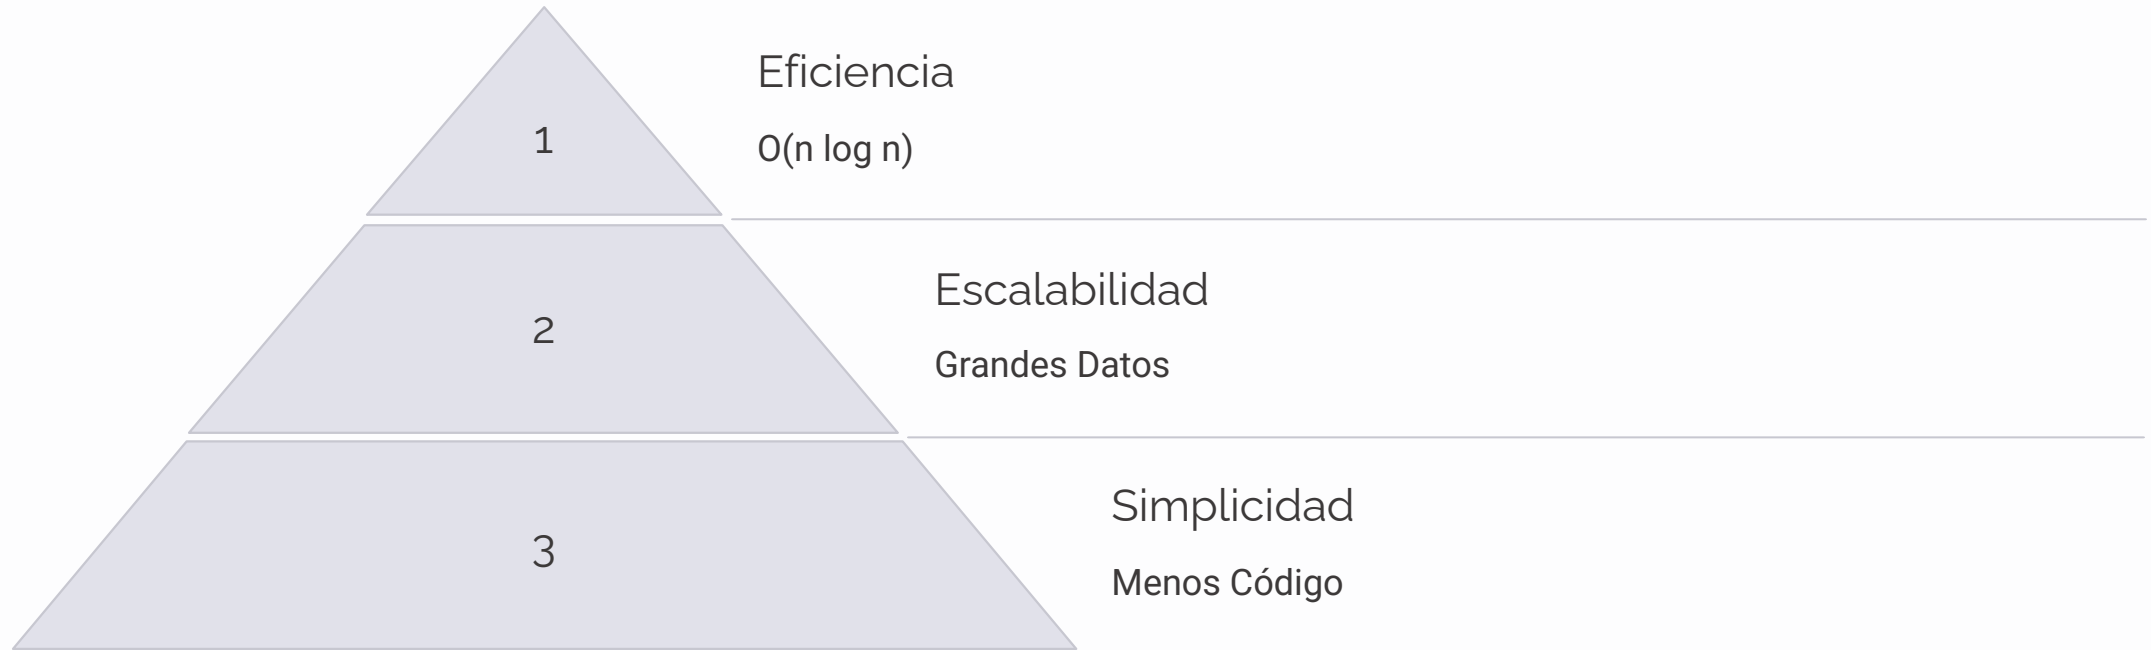 1
Eficiencia
O(n log n)
2
Escalabilidad
Grandes Datos
3
Simplicidad
Menos Código